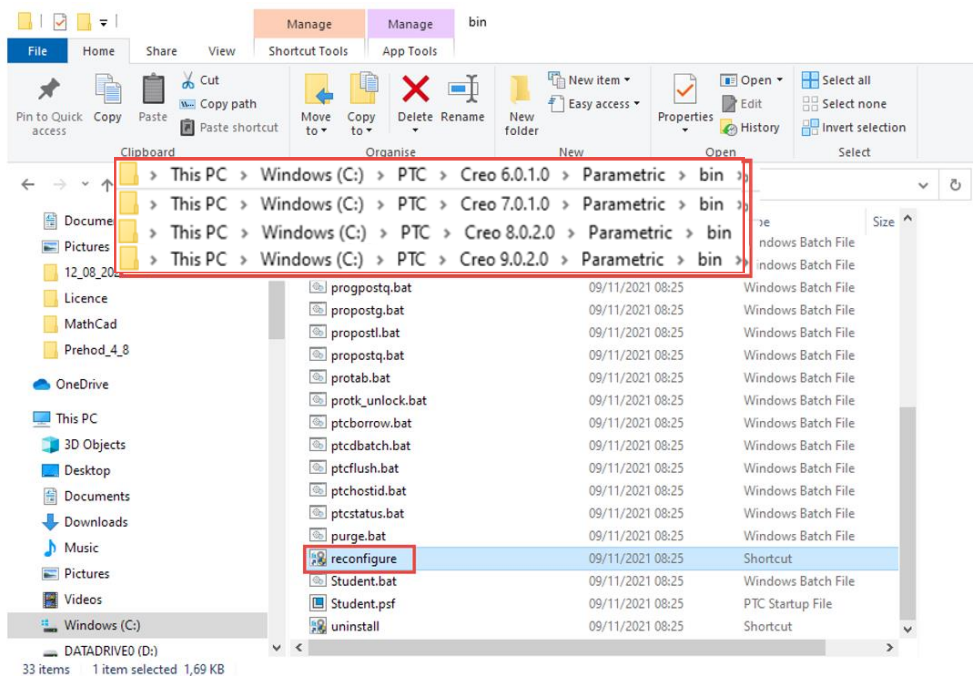 Manage
Manage
bin
File
Home
Share
View
Shortcut Tools
App Tools
Pin to Quick access
Copy
Paste
Cut
Copy path
Paste shortcut
Move to
Copy to
Delete
Rename
New folder
New item
Easy access
Properties
Open
Edit
History
Select all
Select none
Invert selection
Clipboard
Organise
New
Open
Select
> This PC > Windows (C:) > PTC > Creo 6.0.1.0 > Parametric > bin
> This PC > Windows (C:) > PTC > Creo 7.0.1.0 > Parametric > bin
> This PC > Windows (C:) > PTC > Creo 8.0.2.0 > Parametric > bin
> This PC > Windows (C:) > PTC > Creo 9.0.2.0 > Parametric > bin
Size
Docume
Pictures
12_08_20
Licence
MathCad
Prehod_4_8
OneDrive
This PC
3D Objects
Desktop
Documents
Downloads
Music
Pictures
Videos
Windows (C:)
DATADRIVE0 (D:)
ndows Batch File
indows Batch File
progpostq.bat 09/11/2021 08:25 Windows Batch File
propostg.bat 09/11/2021 08:25 Windows Batch File
propostl.bat 09/11/2021 08:25 Windows Batch File
propostq.bat 09/11/2021 08:25 Windows Batch File
protab.bat 09/11/2021 08:25 Windows Batch File
protk_unlock.bat 09/11/2021 08:25 Windows Batch File
ptcborrow.bat 09/11/2021 08:25 Windows Batch File
ptcdbatch.bat 09/11/2021 08:25 Windows Batch File
ptcflush.bat 09/11/2021 08:25 Windows Batch File
ptchostid.bat 09/11/2021 08:25 Windows Batch File
ptcstatus.bat 09/11/2021 08:25 Windows Batch File
purge.bat 09/11/2021 08:25 Windows Batch File
reconfigure 09/11/2021 08:25 Shortcut
Student.bat 09/11/2021 08:25 Windows Batch File
Student.psf 09/11/2021 08:25 PTC Startup File
uninstall 09/11/2021 08:25 Shortcut
33 items 1 item selected 1,69 KB